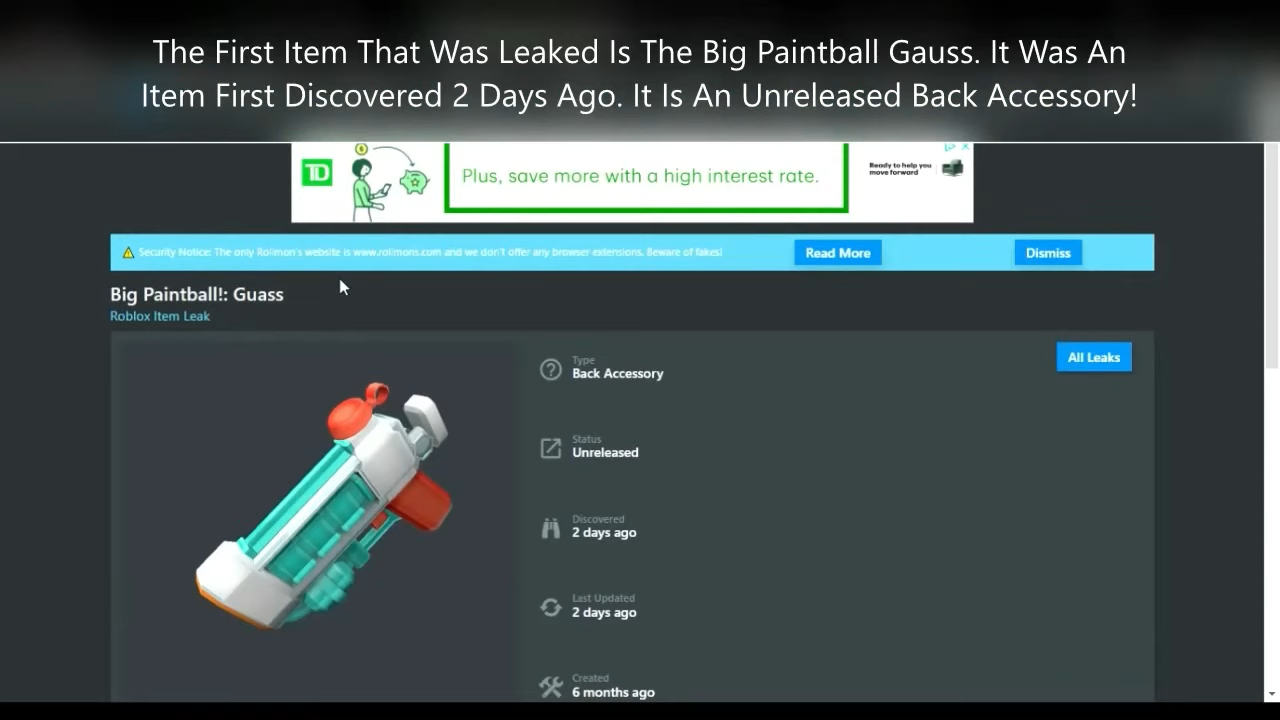 The First Item That Was Leaked Is The Big Paintball Gauss. It Was An
Item First Discovered 2 Days Ago. It Is An Unreleased Back Accessory!
TD
Plus, save more with a high interest rate.
Ready to help you
move forward
Security Notice: The only Rolimon's website is www.rolimons.com and we don't offer any browser extensions. Beware of fakes!
Read More
Dismiss
Big Paintball!: Guass
Roblox Item Leak
All Leaks
Type
Back Accessory
Status
Unreleased
Discovered
2 days ago
Last Updated
2 days ago
Created
6 months ago